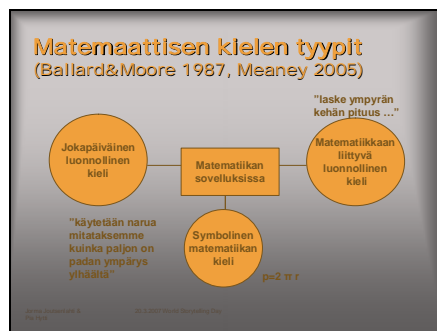 Matemaattisen kielen tyypit
(Ballard&Moore 1987, Meaney 2005)
"laske ympyrän
kehän pituus ..."
Jokapäiväinen
luonnollinen
kieli
Matematiikan
sovelluksissa
Matematiikkaan
liittyvä
luonnollinen
kieli
"käytetään narua
mitataksemme
kuinka paljon on
padan ympärys
ylhäältä"
Symbolinen
matematiikan
kieli
p=2 π r